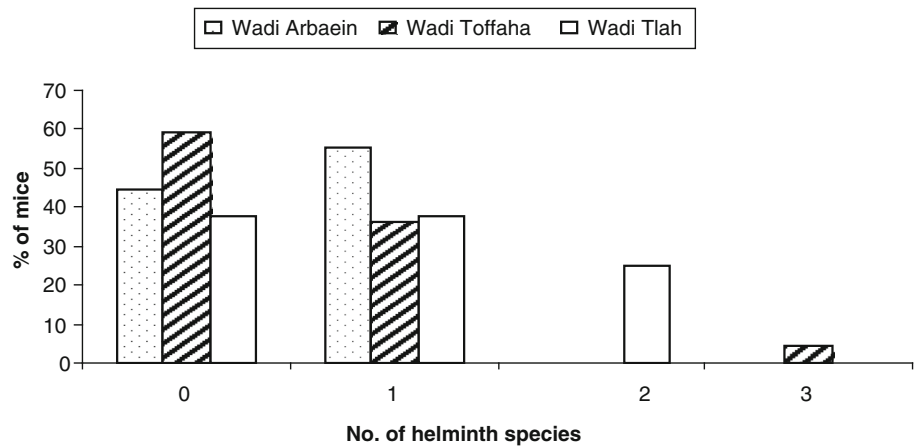 Wadi Arbaein Wadi Toffaha Wadi Tlah
70
60
50
40
30
20
10
0
% of mice
0 1 2 3
No. of helminth species